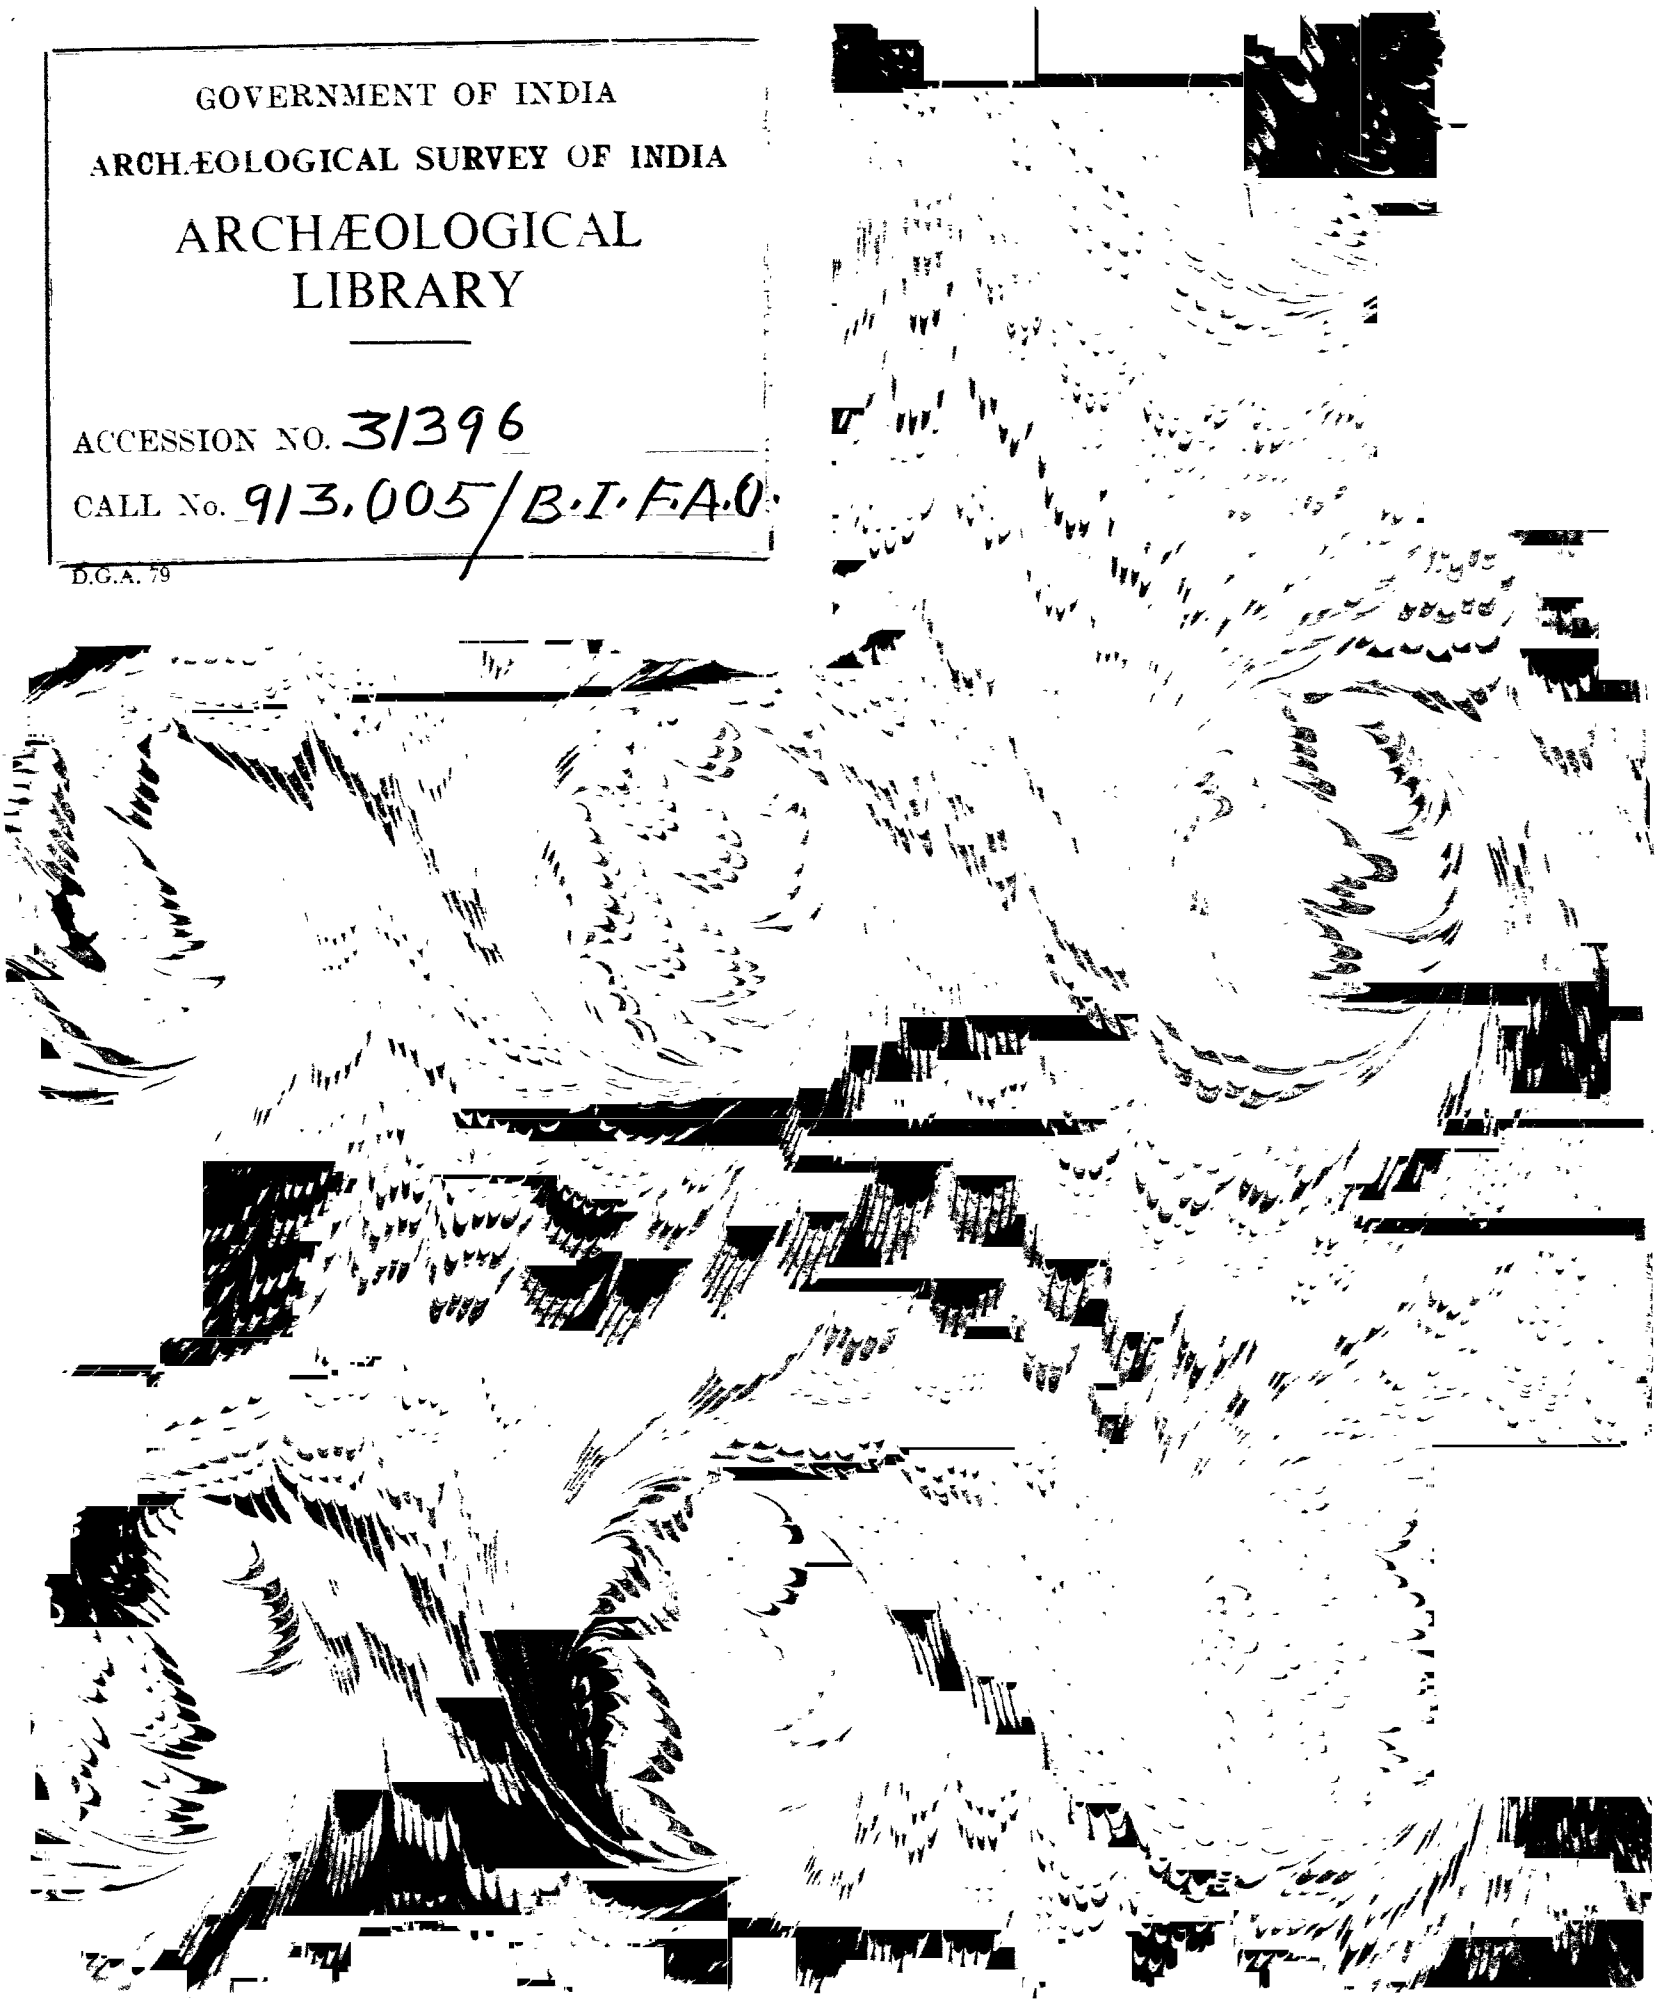 GOVERNMENT OF INDIA
ARCHÆOLOGICAL SURVEY OF INDIA
ARCHÆOLOGICAL
LIBRARY
ACCESSION NO. 31396
CALL No. 913.005/B.I.F.A.O.
D.G.A. 79